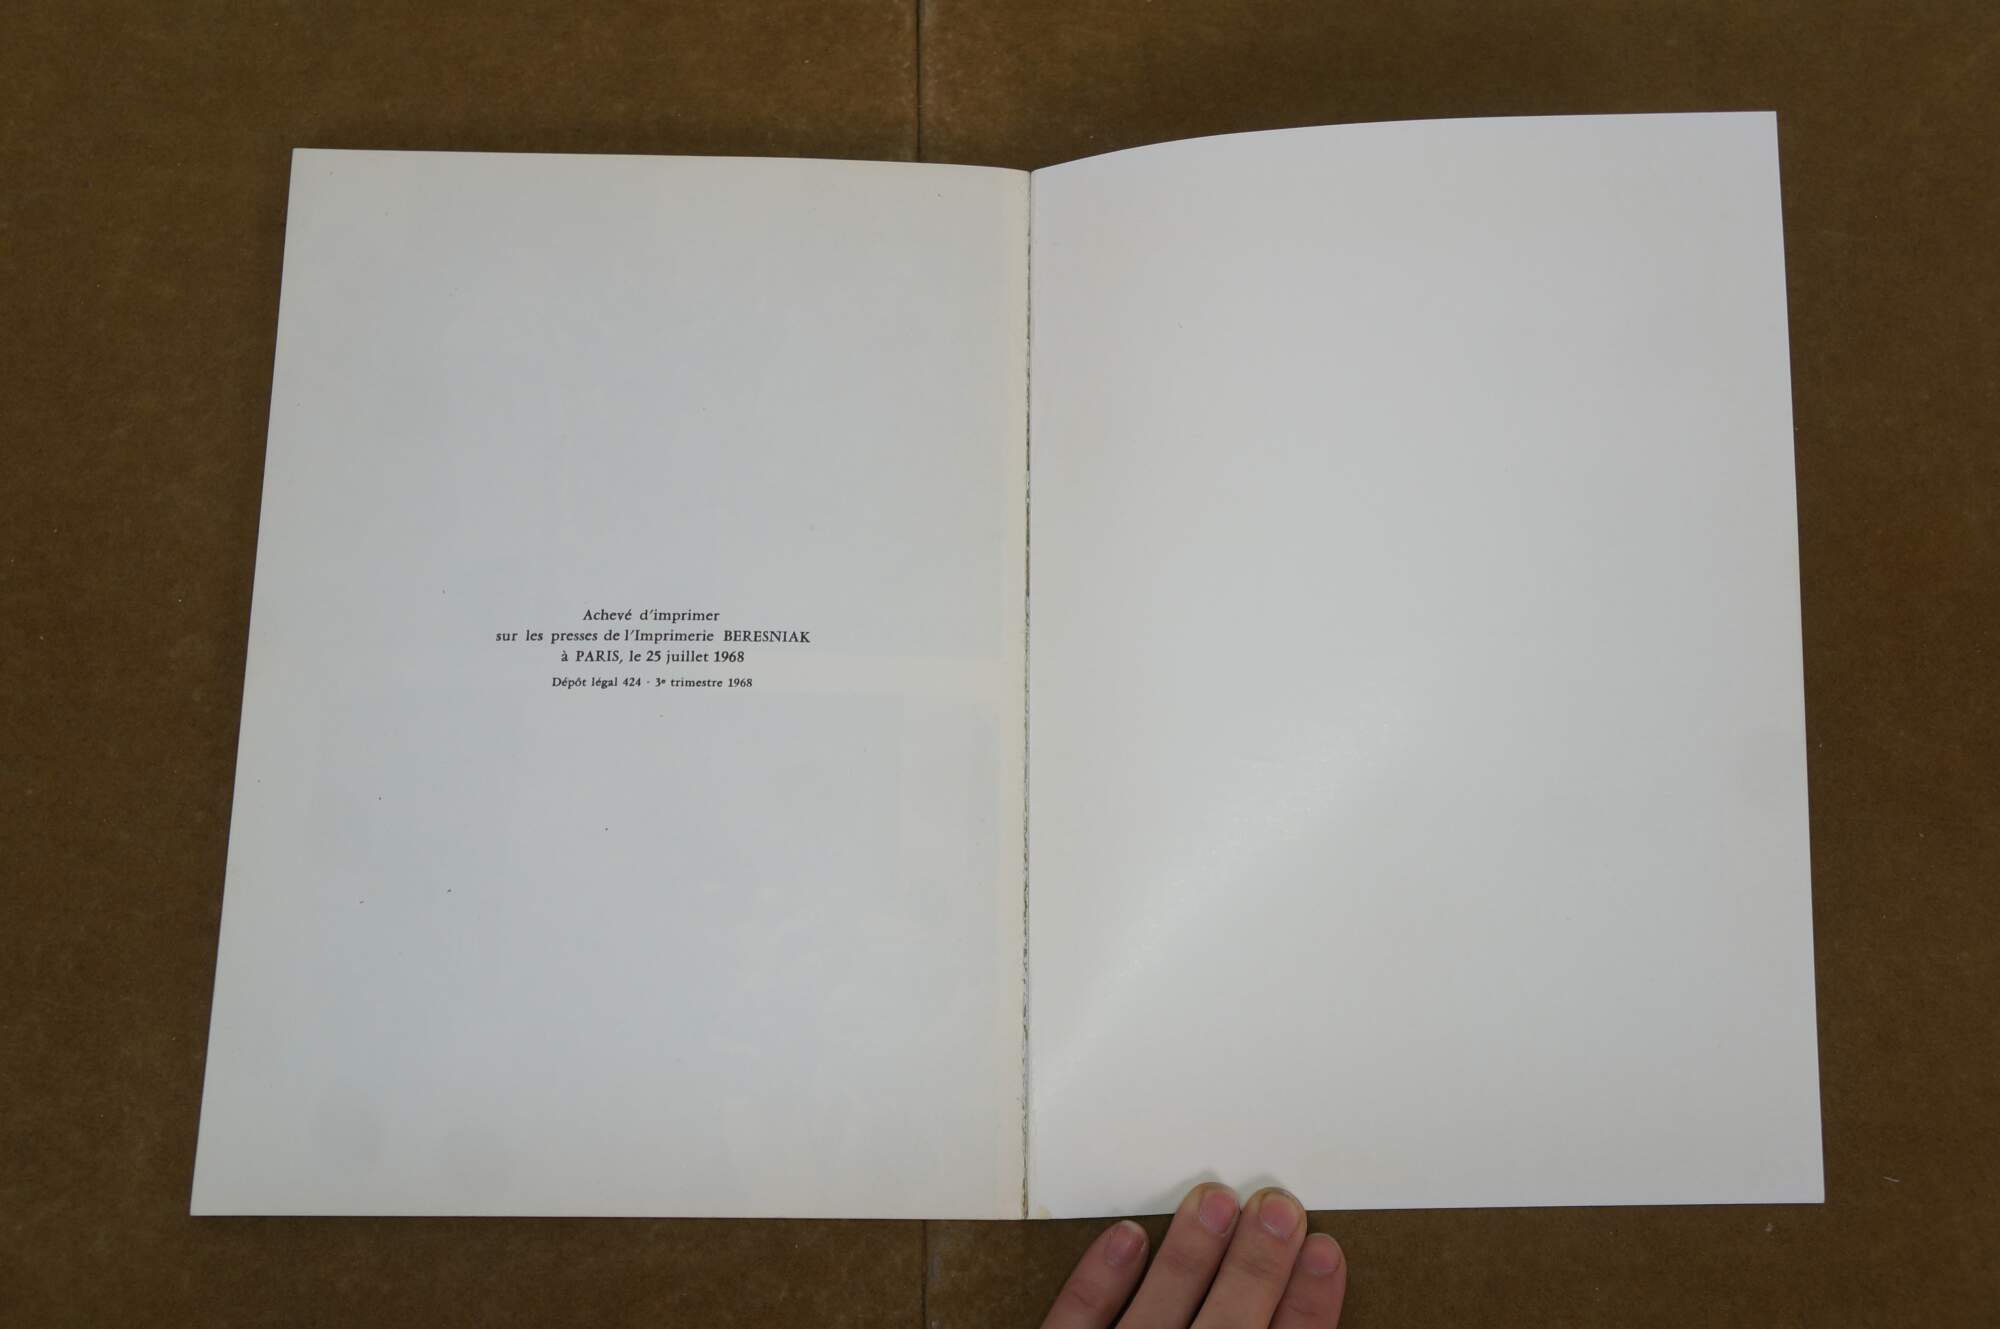 Achevé d'imprimer
sur les presses de l'Imprimerie BERESNIAK
à PARIS, le 25 juillet 1968
Dépôt légal 424 - 3e trimestre 1968